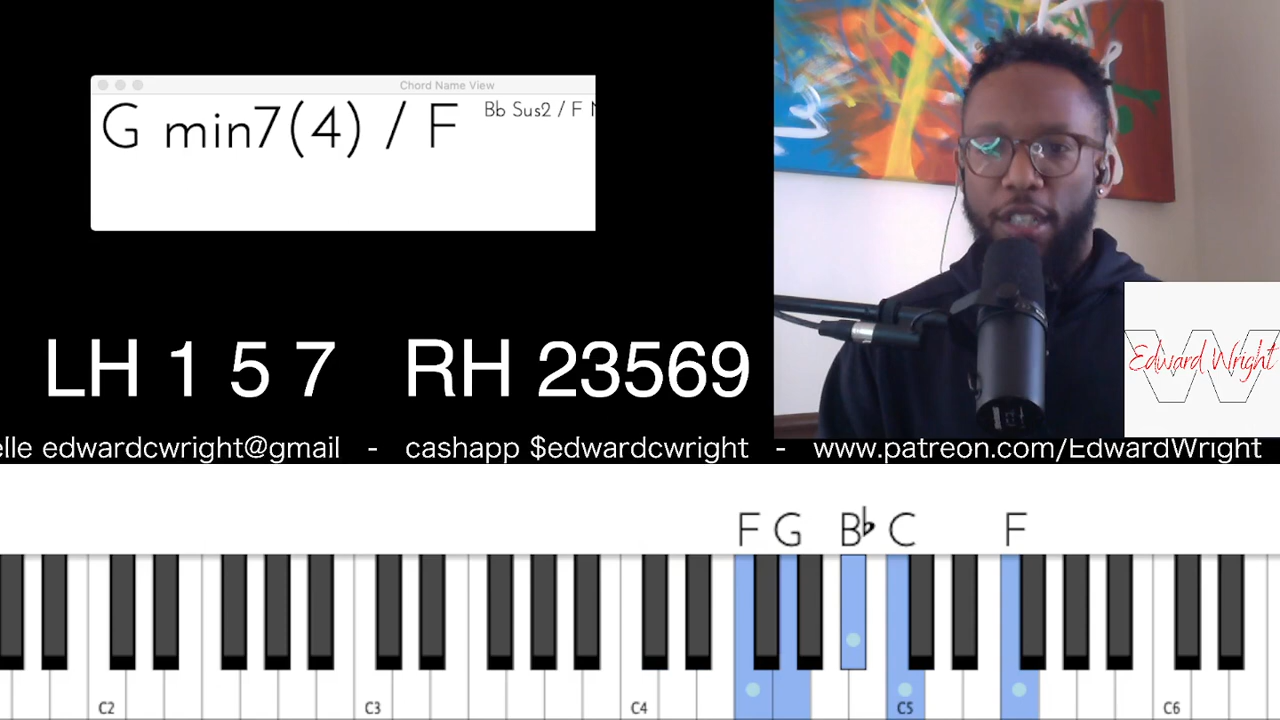 Chord Name View
G min7(4) / F
Bb Sus2 / F
LH 1 5 7 RH 23569
Edward Wright
edwardcwright@gmail - cashapp $edwardcwright - www.patreon.com/EdwardWright
F G B♭ C F
C2 C3 C4 C5 C6